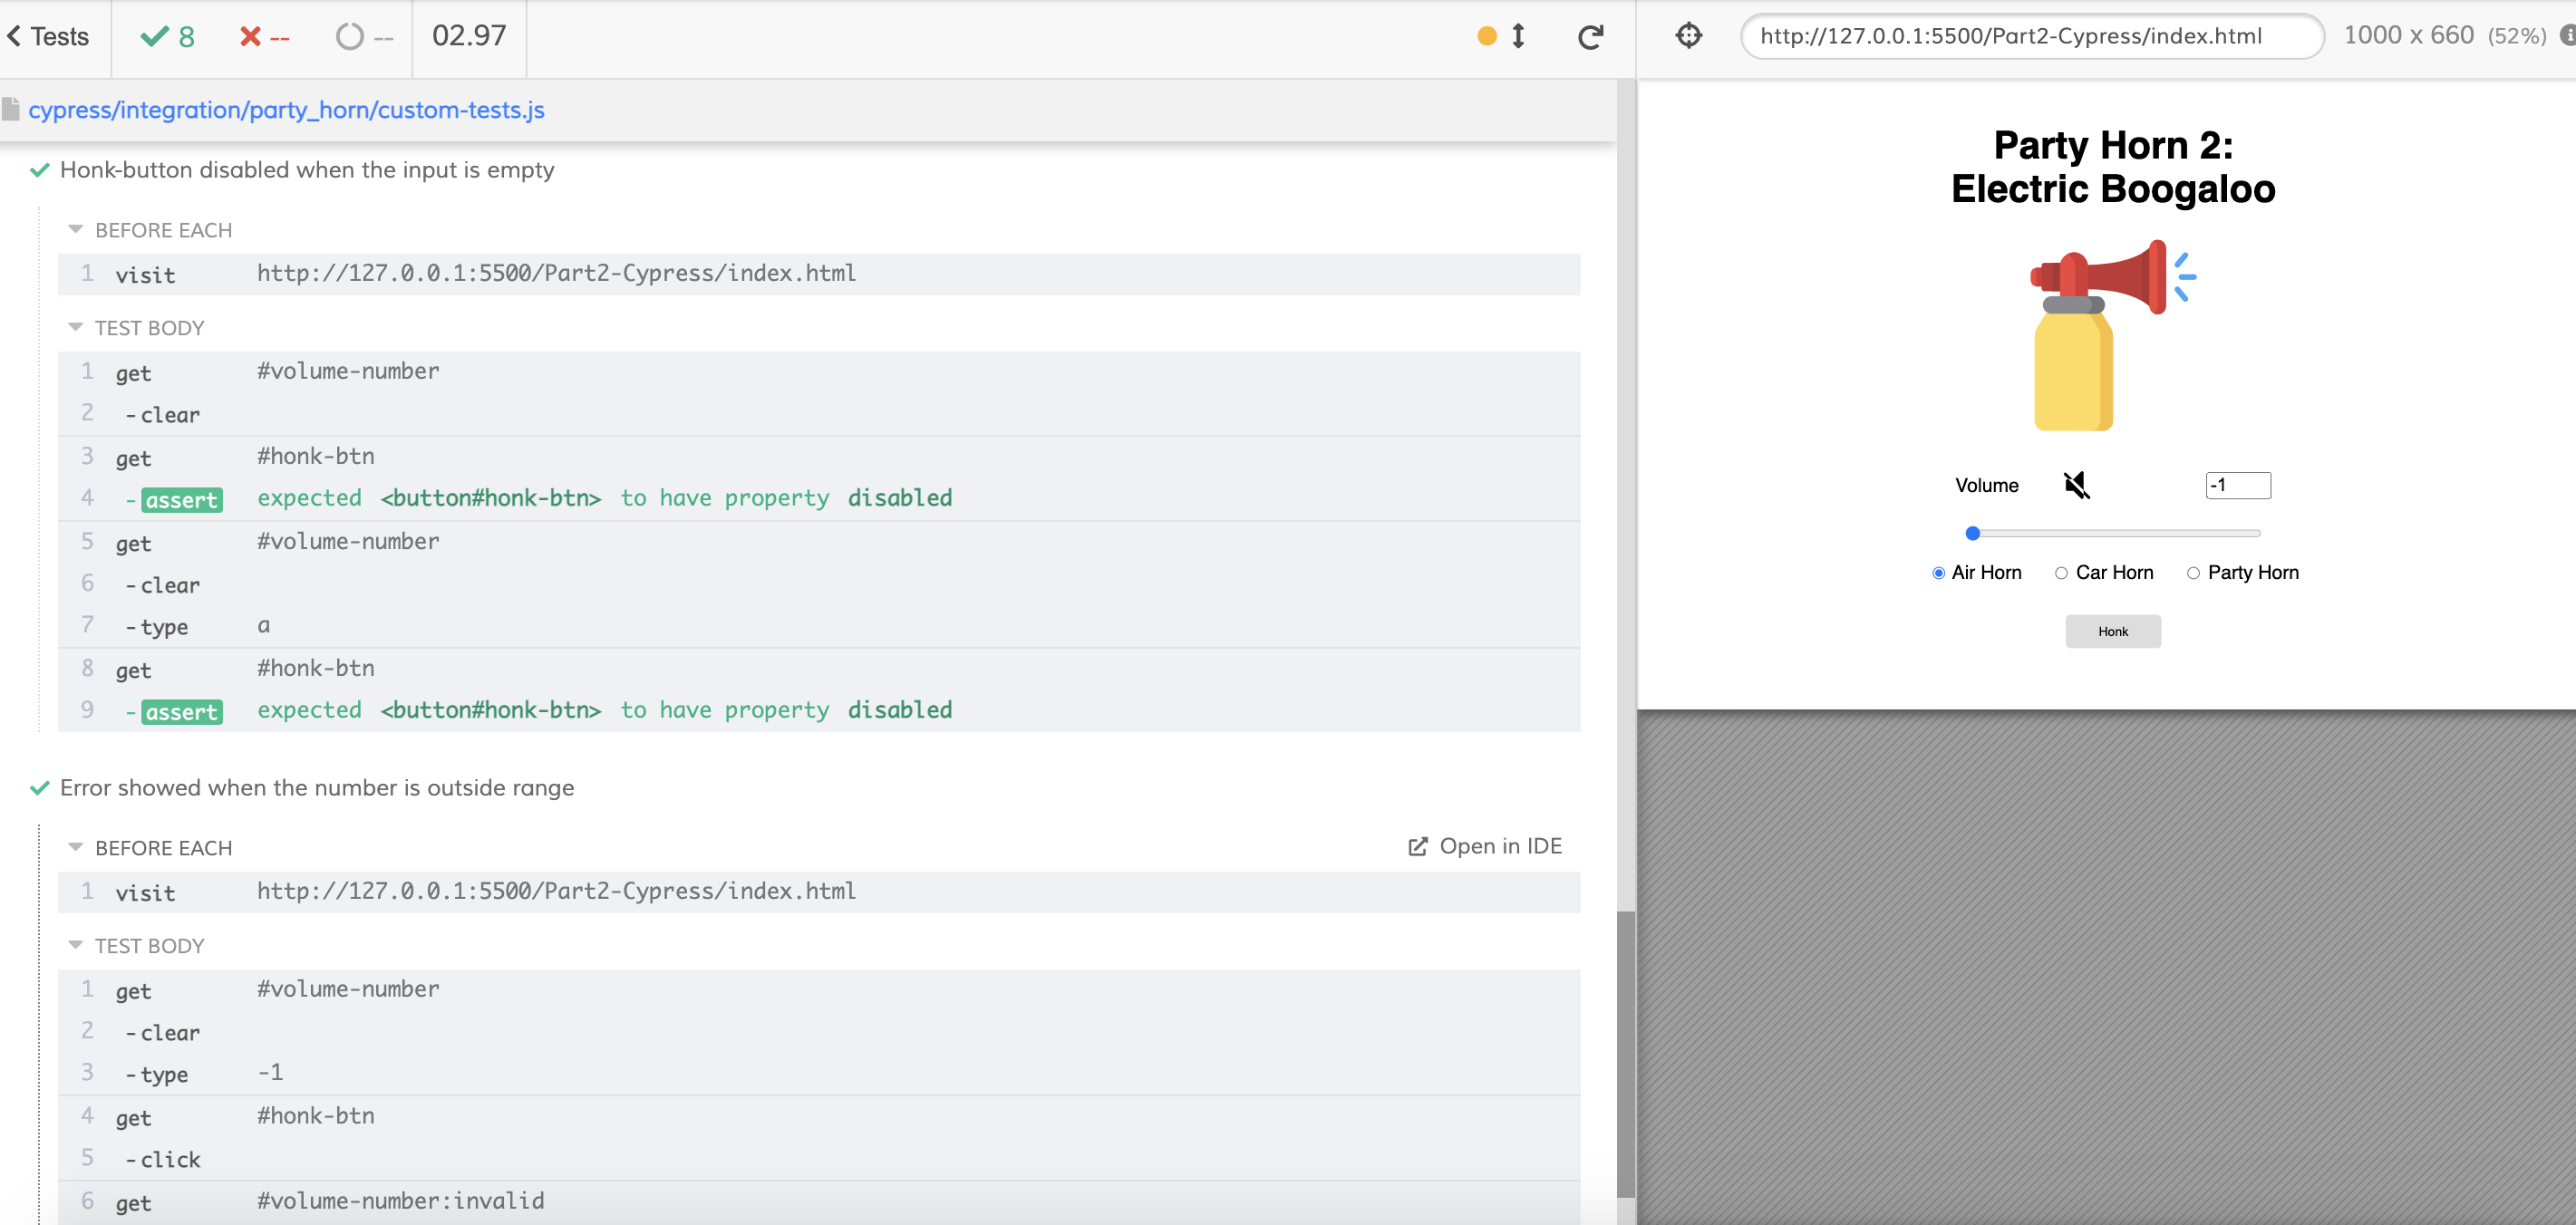 Tests 8 -- -- 02.97
http://127.0.0.1:5500/Part2-Cypress/index.html 1000 x 660 (52%)
cypress/integration/party_horn/custom-tests.js
Honk-button disabled when the input is empty
BEFORE EACH
1 visit http://127.0.0.1:5500/Part2-Cypress/index.html
TEST BODY
1 get #volume-number
2 -clear
3 get #honk-btn
4 -assert expected <button#honk-btn> to have property disabled
5 get #volume-number
6 -clear
7 -type a
8 get #honk-btn
9 -assert expected <button#honk-btn> to have property disabled
Error showed when the number is outside range
BEFORE EACH
Open in IDE
1 visit http://127.0.0.1:5500/Part2-Cypress/index.html
TEST BODY
1 get #volume-number
2 -clear
3 -type -1
4 get #honk-btn
5 -click
6 get #volume-number:invalid
Party Horn 2:
Electric Boogaloo
Volume -1
Air Horn Car Horn Party Horn
Honk